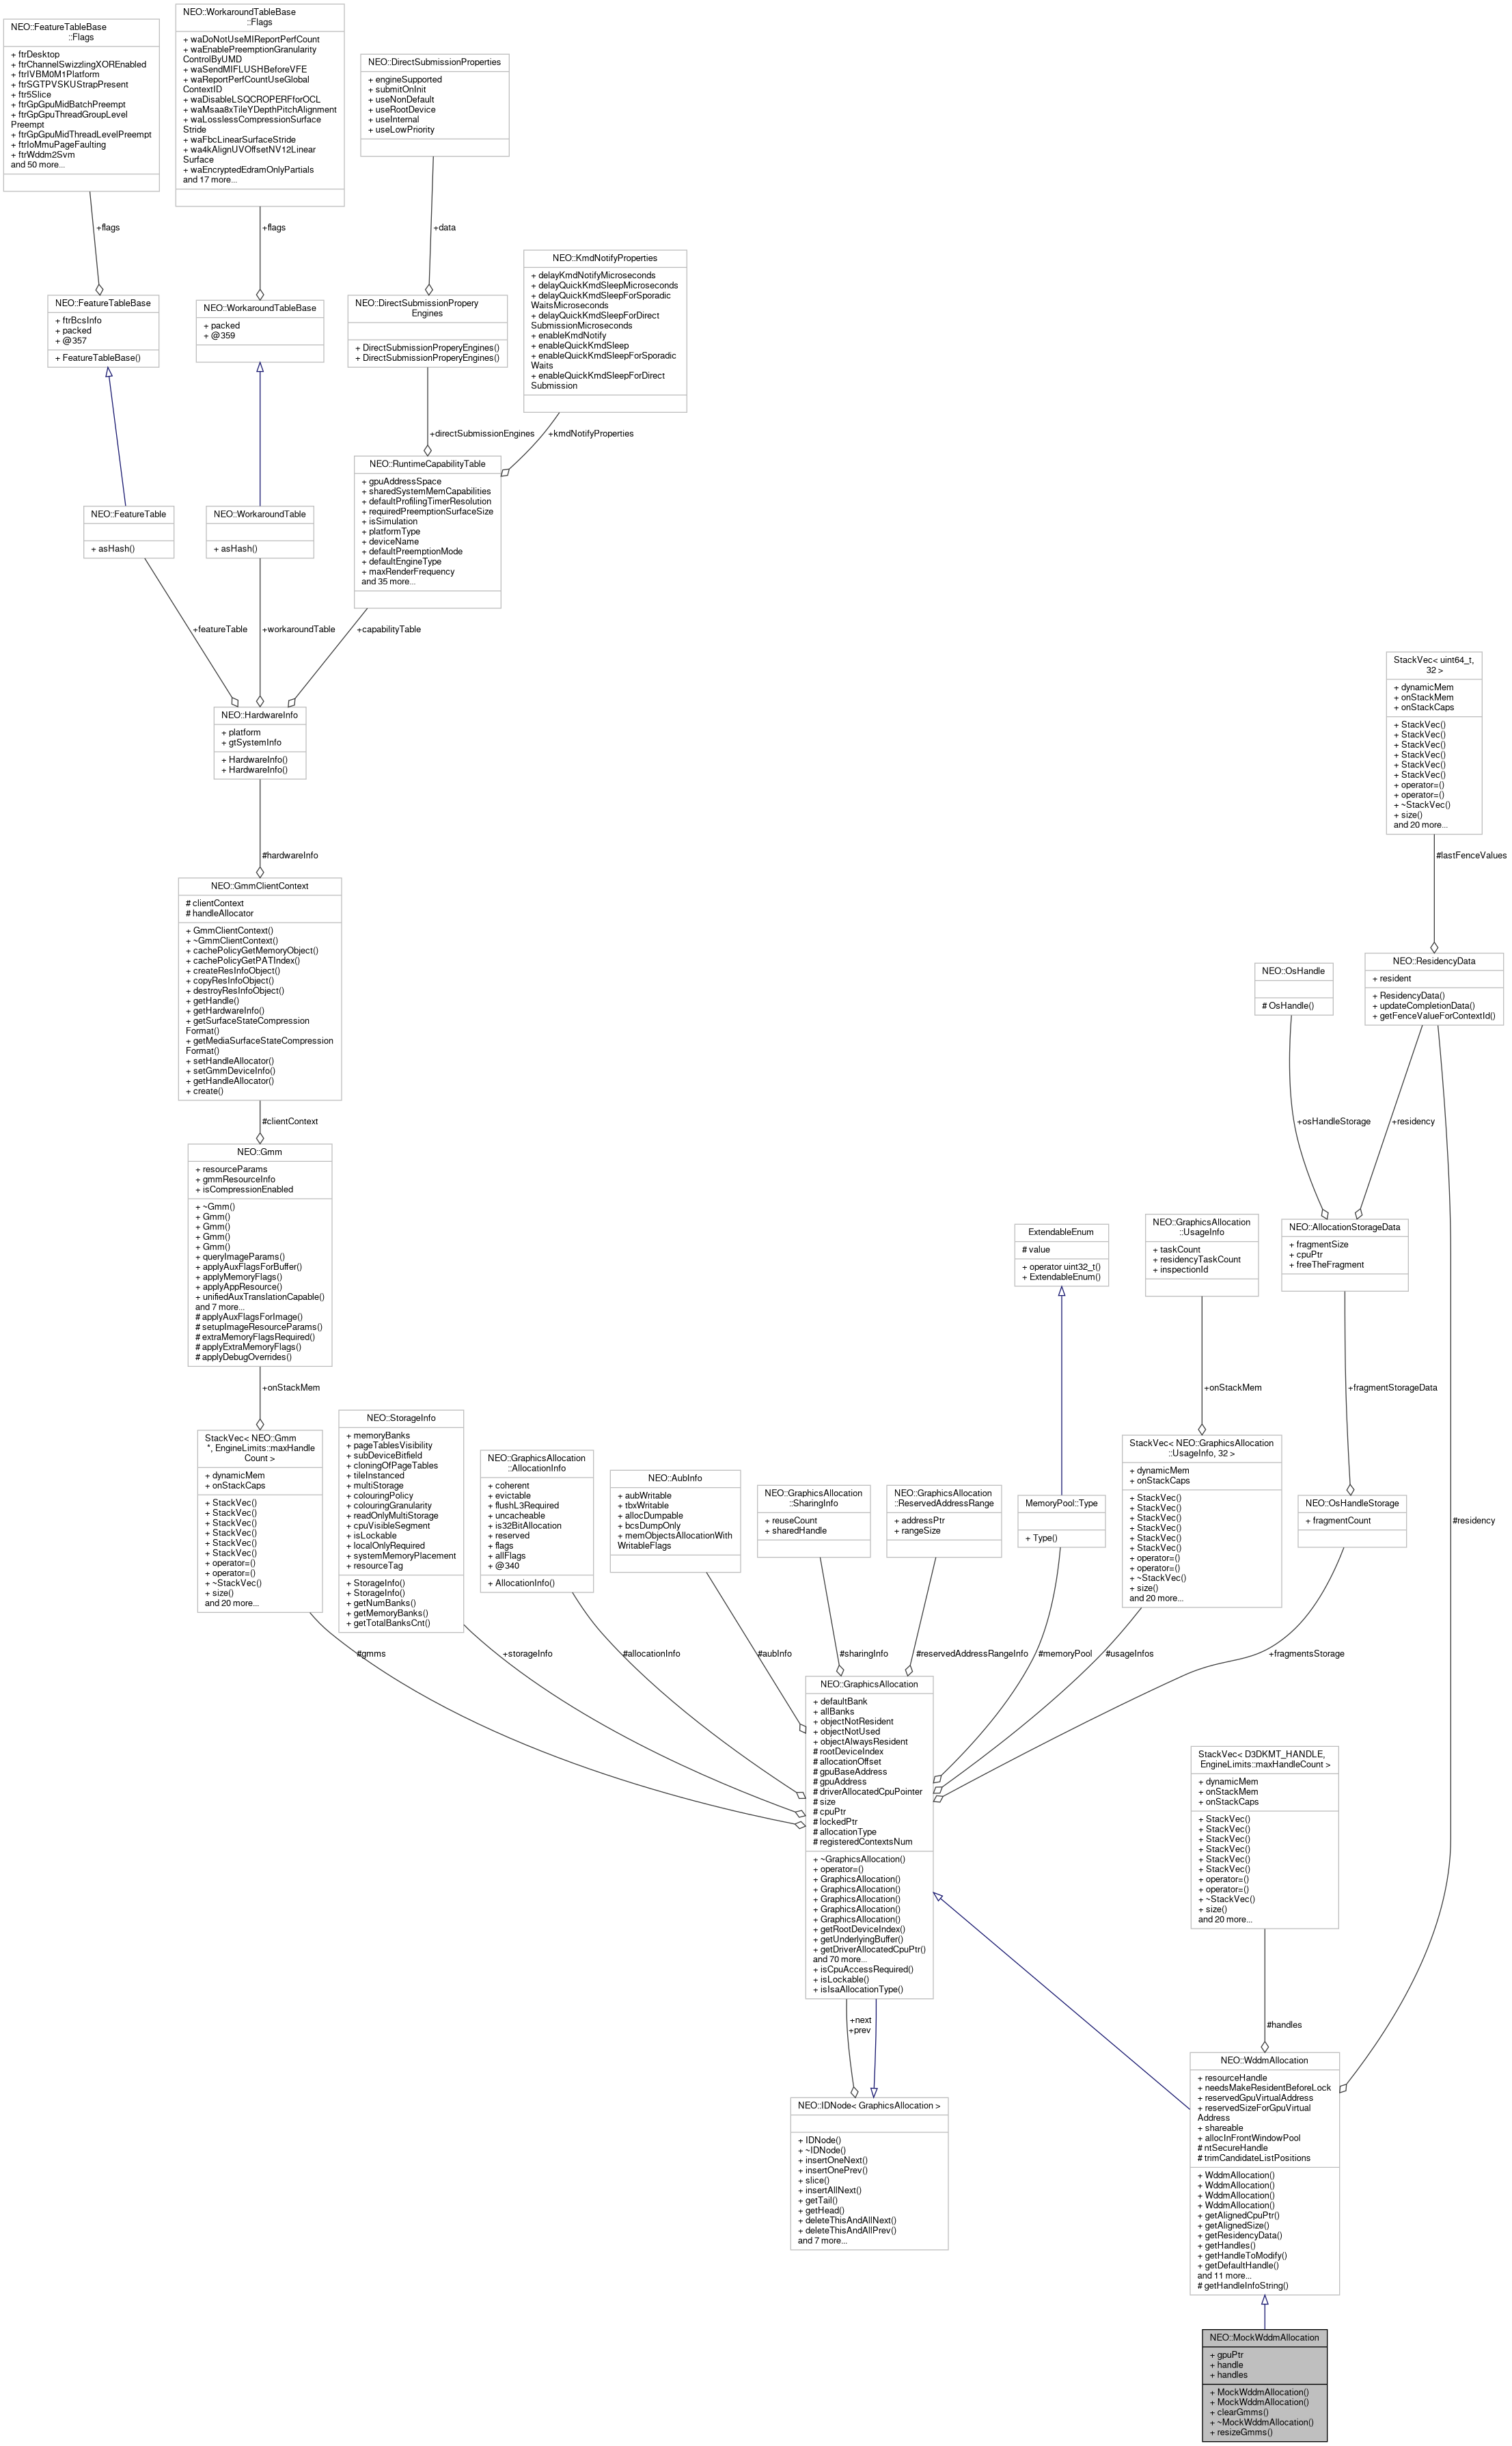 NEO::FeatureTableBase
::Flags
+ ftrDesktop
+ ftrChannelSwizzlingXOREnabled
+ ftrIVBM0M1Platform
+ ftrSGTPVSKUStrapPresent
+ ftr5Slice
+ ftrGpGpuMidBatchPreempt
+ ftrGpGpuThreadGroupLevel
Preempt
+ ftrGpGpuMidThreadLevelPreempt
+ ftrIoMmuPageFaulting
+ ftrWddm2Svm
and 50 more...
NEO::WorkaroundTableBase
::Flags
+ waDoNotUseMIReportPerfCount
+ waEnablePreemptionGranularity
ControlByUMD
+ waSendMIFLUSHBeforeVFE
+ waReportPerfCountUseGlobal
ContextID
+ waDisableLSQCROPERFforOCL
+ waMsaa8xTileYDepthPitchAlignment
+ waLosslessCompressionSurface
Stride
+ waFbcLinearSurfaceStride
+ wa4kAlignUVOffsetNV12Linear
Surface
+ waEncryptedEdramOnlyPartials
and 17 more...
NEO::DirectSubmissionProperties
+ engineSupported
+ submitOnInit
+ useNonDefault
+ useRootDevice
+ useInternal
+ useLowPriority
+flags
+flags
+data
NEO::KmdNotifyProperties
+ delayKmdNotifyMicroseconds
+ delayQuickKmdSleepMicroseconds
+ delayQuickKmdSleepForSporadic
WaitsMicroseconds
+ delayQuickKmdSleepForDirect
SubmissionMicroseconds
+ enableKmdNotify
+ enableQuickKmdSleep
+ enableQuickKmdSleepForSporadic
Waits
+ enableQuickKmdSleepForDirect
Submission
NEO::FeatureTableBase
+ ftrBcsInfo
+ packed
+ @357
+ FeatureTableBase()
NEO::WorkaroundTableBase
+ packed
+ @359
NEO::DirectSubmissionPropery
Engines
+ DirectSubmissionProperyEngines()
+ DirectSubmissionProperyEngines()
+directSubmissionEngines
+kmdNotifyProperties
NEO::FeatureTable
+ asHash()
NEO::WorkaroundTable
+ asHash()
NEO::RuntimeCapabilityTable
+ gpuAddressSpace
+ sharedSystemMemCapabilities
+ defaultProfilingTimerResolution
+ requiredPreemptionSurfaceSize
+ isSimulation
+ platformType
+ deviceName
+ defaultPreemptionMode
+ defaultEngineType
+ maxRenderFrequency
and 35 more...
+featureTable
+workaroundTable
+capabilityTable
NEO::HardwareInfo
+ platform
+ gtSystemInfo
+ HardwareInfo()
+ HardwareInfo()
StackVec< uint64_t,
32 >
+ dynamicMem
+ onStackMem
+ onStackCaps
+ StackVec()
+ StackVec()
+ StackVec()
+ StackVec()
+ StackVec()
+ StackVec()
+ operator=()
+ operator=()
+ ~StackVec()
+ size()
and 20 more...
#hardwareInfo
#lastFenceValues
NEO::GmmClientContext
# clientContext
# handleAllocator
+ GmmClientContext()
+ ~GmmClientContext()
+ cachePolicyGetMemoryObject()
+ cachePolicyGetPATIndex()
+ createResInfoObject()
+ copyResInfoObject()
+ destroyResInfoObject()
+ getHandle()
+ getHardwareInfo()
+ getSurfaceStateCompression
Format()
+ getMediaSurfaceStateCompression
Format()
+ setHandleAllocator()
+ setGmmDeviceInfo()
+ getHandleAllocator()
+ create()
NEO::OsHandle
# OsHandle()
NEO::ResidencyData
+ resident
+ ResidencyData()
+ updateCompletionData()
+ getFenceValueForContextId()
#clientContext
+osHandleStorage
+residency
NEO::Gmm
+ resourceParams
+ gmmResourceInfo
+ isCompressionEnabled
+ ~Gmm()
+ Gmm()
+ Gmm()
+ Gmm()
+ Gmm()
+ queryImageParams()
+ applyAuxFlagsForBuffer()
+ applyMemoryFlags()
+ applyAppResource()
+ unifiedAuxTranslationCapable()
and 7 more...
# applyAuxFlagsForImage()
# setupImageResourceParams()
# extraMemoryFlagsRequired()
# applyExtraMemoryFlags()
# applyDebugOverrides()
ExtendableEnum
# value
+ operator uint32_t()
+ ExtendableEnum()
NEO::GraphicsAllocation
::UsageInfo
+ taskCount
+ residencyTaskCount
+ inspectionId
NEO::AllocationStorageData
+ fragmentSize
+ cpuPtr
+ freeTheFragment
+onStackMem
+onStackMem
+fragmentStorageData
StackVec< NEO::Gmm
*, EngineLimits::maxHandle
Count >
+ dynamicMem
+ onStackCaps
+ StackVec()
+ StackVec()
+ StackVec()
+ StackVec()
+ StackVec()
+ StackVec()
+ operator=()
+ operator=()
+ ~StackVec()
+ size()
and 20 more...
NEO::StorageInfo
+ memoryBanks
+ pageTablesVisibility
+ subDeviceBitfield
+ cloningOfPageTables
+ tileInstanced
+ multiStorage
+ colouringPolicy
+ colouringGranularity
+ readOnlyMultiStorage
+ cpuVisibleSegment
+ isLockable
+ localOnlyRequired
+ systemMemoryPlacement
+ resourceTag
+ StorageInfo()
+ StorageInfo()
+ getNumBanks()
+ getMemoryBanks()
+ getTotalBanksCnt()
NEO::GraphicsAllocation
::AllocationInfo
+ coherent
+ evictable
+ flushL3Required
+ uncacheable
+ is32BitAllocation
+ reserved
+ flags
+ allFlags
+ @340
+ AllocationInfo()
NEO::AubInfo
+ aubWritable
+ tbxWritable
+ allocDumpable
+ bcsDumpOnly
+ memObjectsAllocationWith
WritableFlags
NEO::GraphicsAllocation
::SharingInfo
+ reuseCount
+ sharedHandle
NEO::GraphicsAllocation
::ReservedAddressRange
+ addressPtr
+ rangeSize
MemoryPool::Type
+ Type()
StackVec< NEO::GraphicsAllocation
::UsageInfo, 32 >
+ dynamicMem
+ onStackCaps
+ StackVec()
+ StackVec()
+ StackVec()
+ StackVec()
+ StackVec()
+ StackVec()
+ operator=()
+ operator=()
+ ~StackVec()
+ size()
and 20 more...
NEO::OsHandleStorage
+ fragmentCount
#residency
#gmms
+storageInfo
#allocationInfo
#aubInfo
#sharingInfo
#reservedAddressRangeInfo
#memoryPool
#usageInfos
+fragmentsStorage
NEO::GraphicsAllocation
+ defaultBank
+ allBanks
+ objectNotResident
+ objectNotUsed
+ objectAlwaysResident
# rootDeviceIndex
# allocationOffset
# gpuBaseAddress
# gpuAddress
# driverAllocatedCpuPointer
# size
# cpuPtr
# lockedPtr
# allocationType
# registeredContextsNum
+ ~GraphicsAllocation()
+ operator=()
+ GraphicsAllocation()
+ GraphicsAllocation()
+ GraphicsAllocation()
+ GraphicsAllocation()
+ GraphicsAllocation()
+ getRootDeviceIndex()
+ getUnderlyingBuffer()
+ getDriverAllocatedCpuPtr()
and 70 more...
+ isCpuAccessRequired()
+ isLockable()
+ isIsaAllocationType()
StackVec< D3DKMT_HANDLE,
EngineLimits::maxHandleCount >
+ dynamicMem
+ onStackMem
+ onStackCaps
+ StackVec()
+ StackVec()
+ StackVec()
+ StackVec()
+ StackVec()
+ StackVec()
+ operator=()
+ operator=()
+ ~StackVec()
+ size()
and 20 more...
+next
+prev
#handles
NEO::IDNode< GraphicsAllocation >
+ IDNode()
+ ~IDNode()
+ insertOneNext()
+ insertOnePrev()
+ slice()
+ insertAllNext()
+ getTail()
+ getHead()
+ deleteThisAndAllNext()
+ deleteThisAndAllPrev()
and 7 more...
NEO::WddmAllocation
+ resourceHandle
+ needsMakeResidentBeforeLock
+ reservedGpuVirtualAddress
+ reservedSizeForGpuVirtual
Address
+ shareable
+ allocInFrontWindowPool
# ntSecureHandle
# trimCandidateListPositions
+ WddmAllocation()
+ WddmAllocation()
+ WddmAllocation()
+ WddmAllocation()
+ getAlignedCpuPtr()
+ getAlignedSize()
+ getResidencyData()
+ getHandles()
+ getHandleToModify()
+ getDefaultHandle()
and 11 more...
# getHandleInfoString()
NEO::MockWddmAllocation
+ gpuPtr
+ handle
+ handles
+ MockWddmAllocation()
+ MockWddmAllocation()
+ clearGmms()
+ ~MockWddmAllocation()
+ resizeGmms()